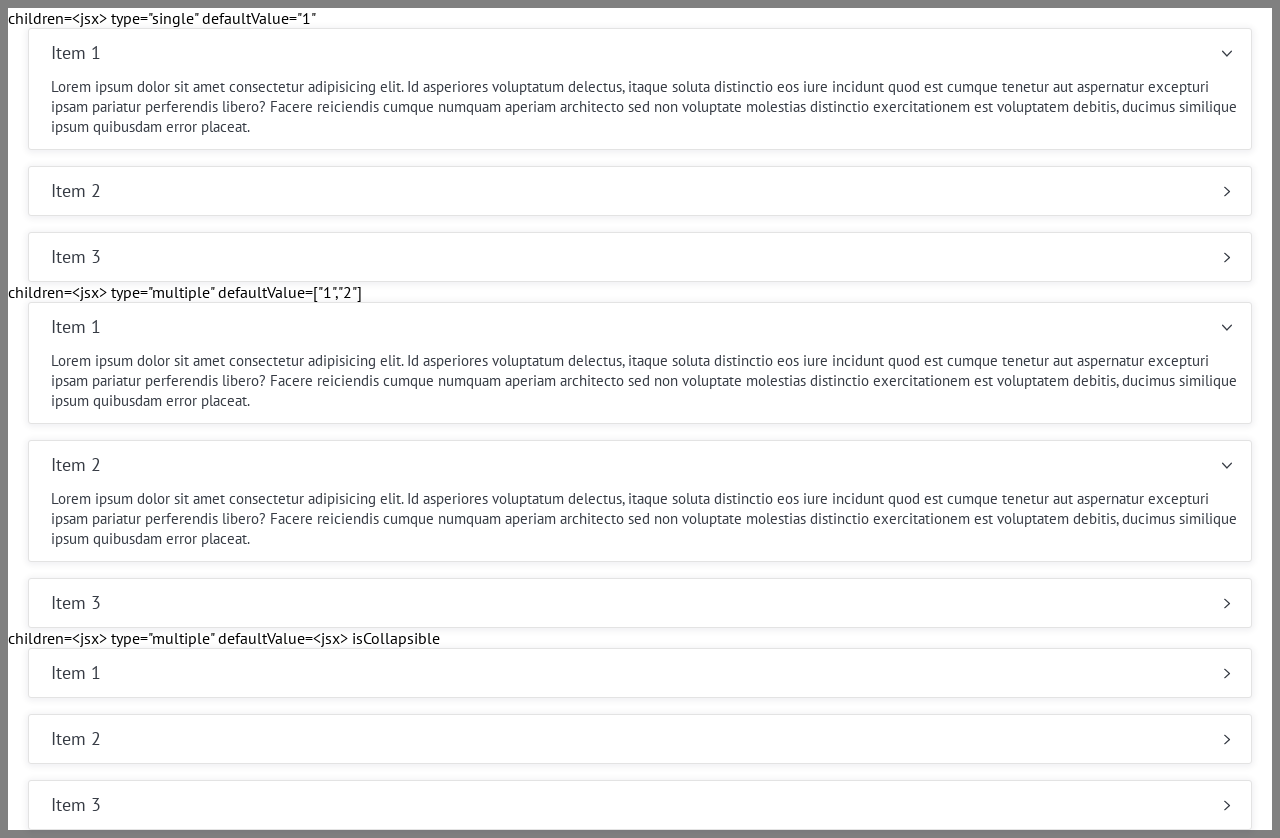 children=<jsx> type="single" defaultValue="1"
Item 1
Lorem ipsum dolor sit amet consectetur adipisicing elit. Id asperiores voluptatum delectus, itaque soluta distinctio eos iure incidunt quod est cumque tenetur aut aspernatur excepturi
ipsam pariatur perferendis libero? Facere reiciendis cumque numquam aperiam architecto sed non voluptate molestias distinctio exercitationem est voluptatem debitis, ducimus similique
ipsum quibusdam error placeat.
Item 2
Item 3
children=<jsx> type="multiple" defaultValue=["1","2"]
Item 1
Lorem ipsum dolor sit amet consectetur adipisicing elit. Id asperiores voluptatum delectus, itaque soluta distinctio eos iure incidunt quod est cumque tenetur aut aspernatur excepturi
ipsam pariatur perferendis libero? Facere reiciendis cumque numquam aperiam architecto sed non voluptate molestias distinctio exercitationem est voluptatem debitis, ducimus similique
ipsum quibusdam error placeat.
Item 2
Lorem ipsum dolor sit amet consectetur adipisicing elit. Id asperiores voluptatum delectus, itaque soluta distinctio eos iure incidunt quod est cumque tenetur aut aspernatur excepturi
ipsam pariatur perferendis libero? Facere reiciendis cumque numquam aperiam architecto sed non voluptate molestias distinctio exercitationem est voluptatem debitis, ducimus similique
ipsum quibusdam error placeat.
Item 3
children=<jsx> type="multiple" defaultValue=<jsx> isCollapsible
Item 1
Item 2
Item 3